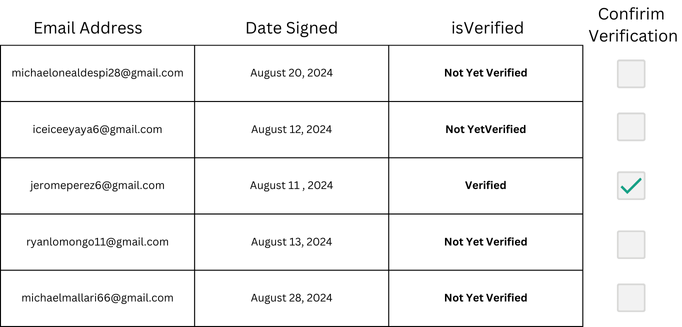 Email Address Date Signed isVerified Confirim
Verification
michaelonealdespi28@gmail.com August 20, 2024 Not Yet Verified
iceiceeyaya6@gmail.com August 12, 2024 Not YetVerified
jeromeperez6@gmail.com August 11 , 2024 Verified
ryanlomongo11@gmail.com August 13, 2024 Not Yet Verified
michaelmallari66@gmail.com August 28, 2024 Not Yet Verified